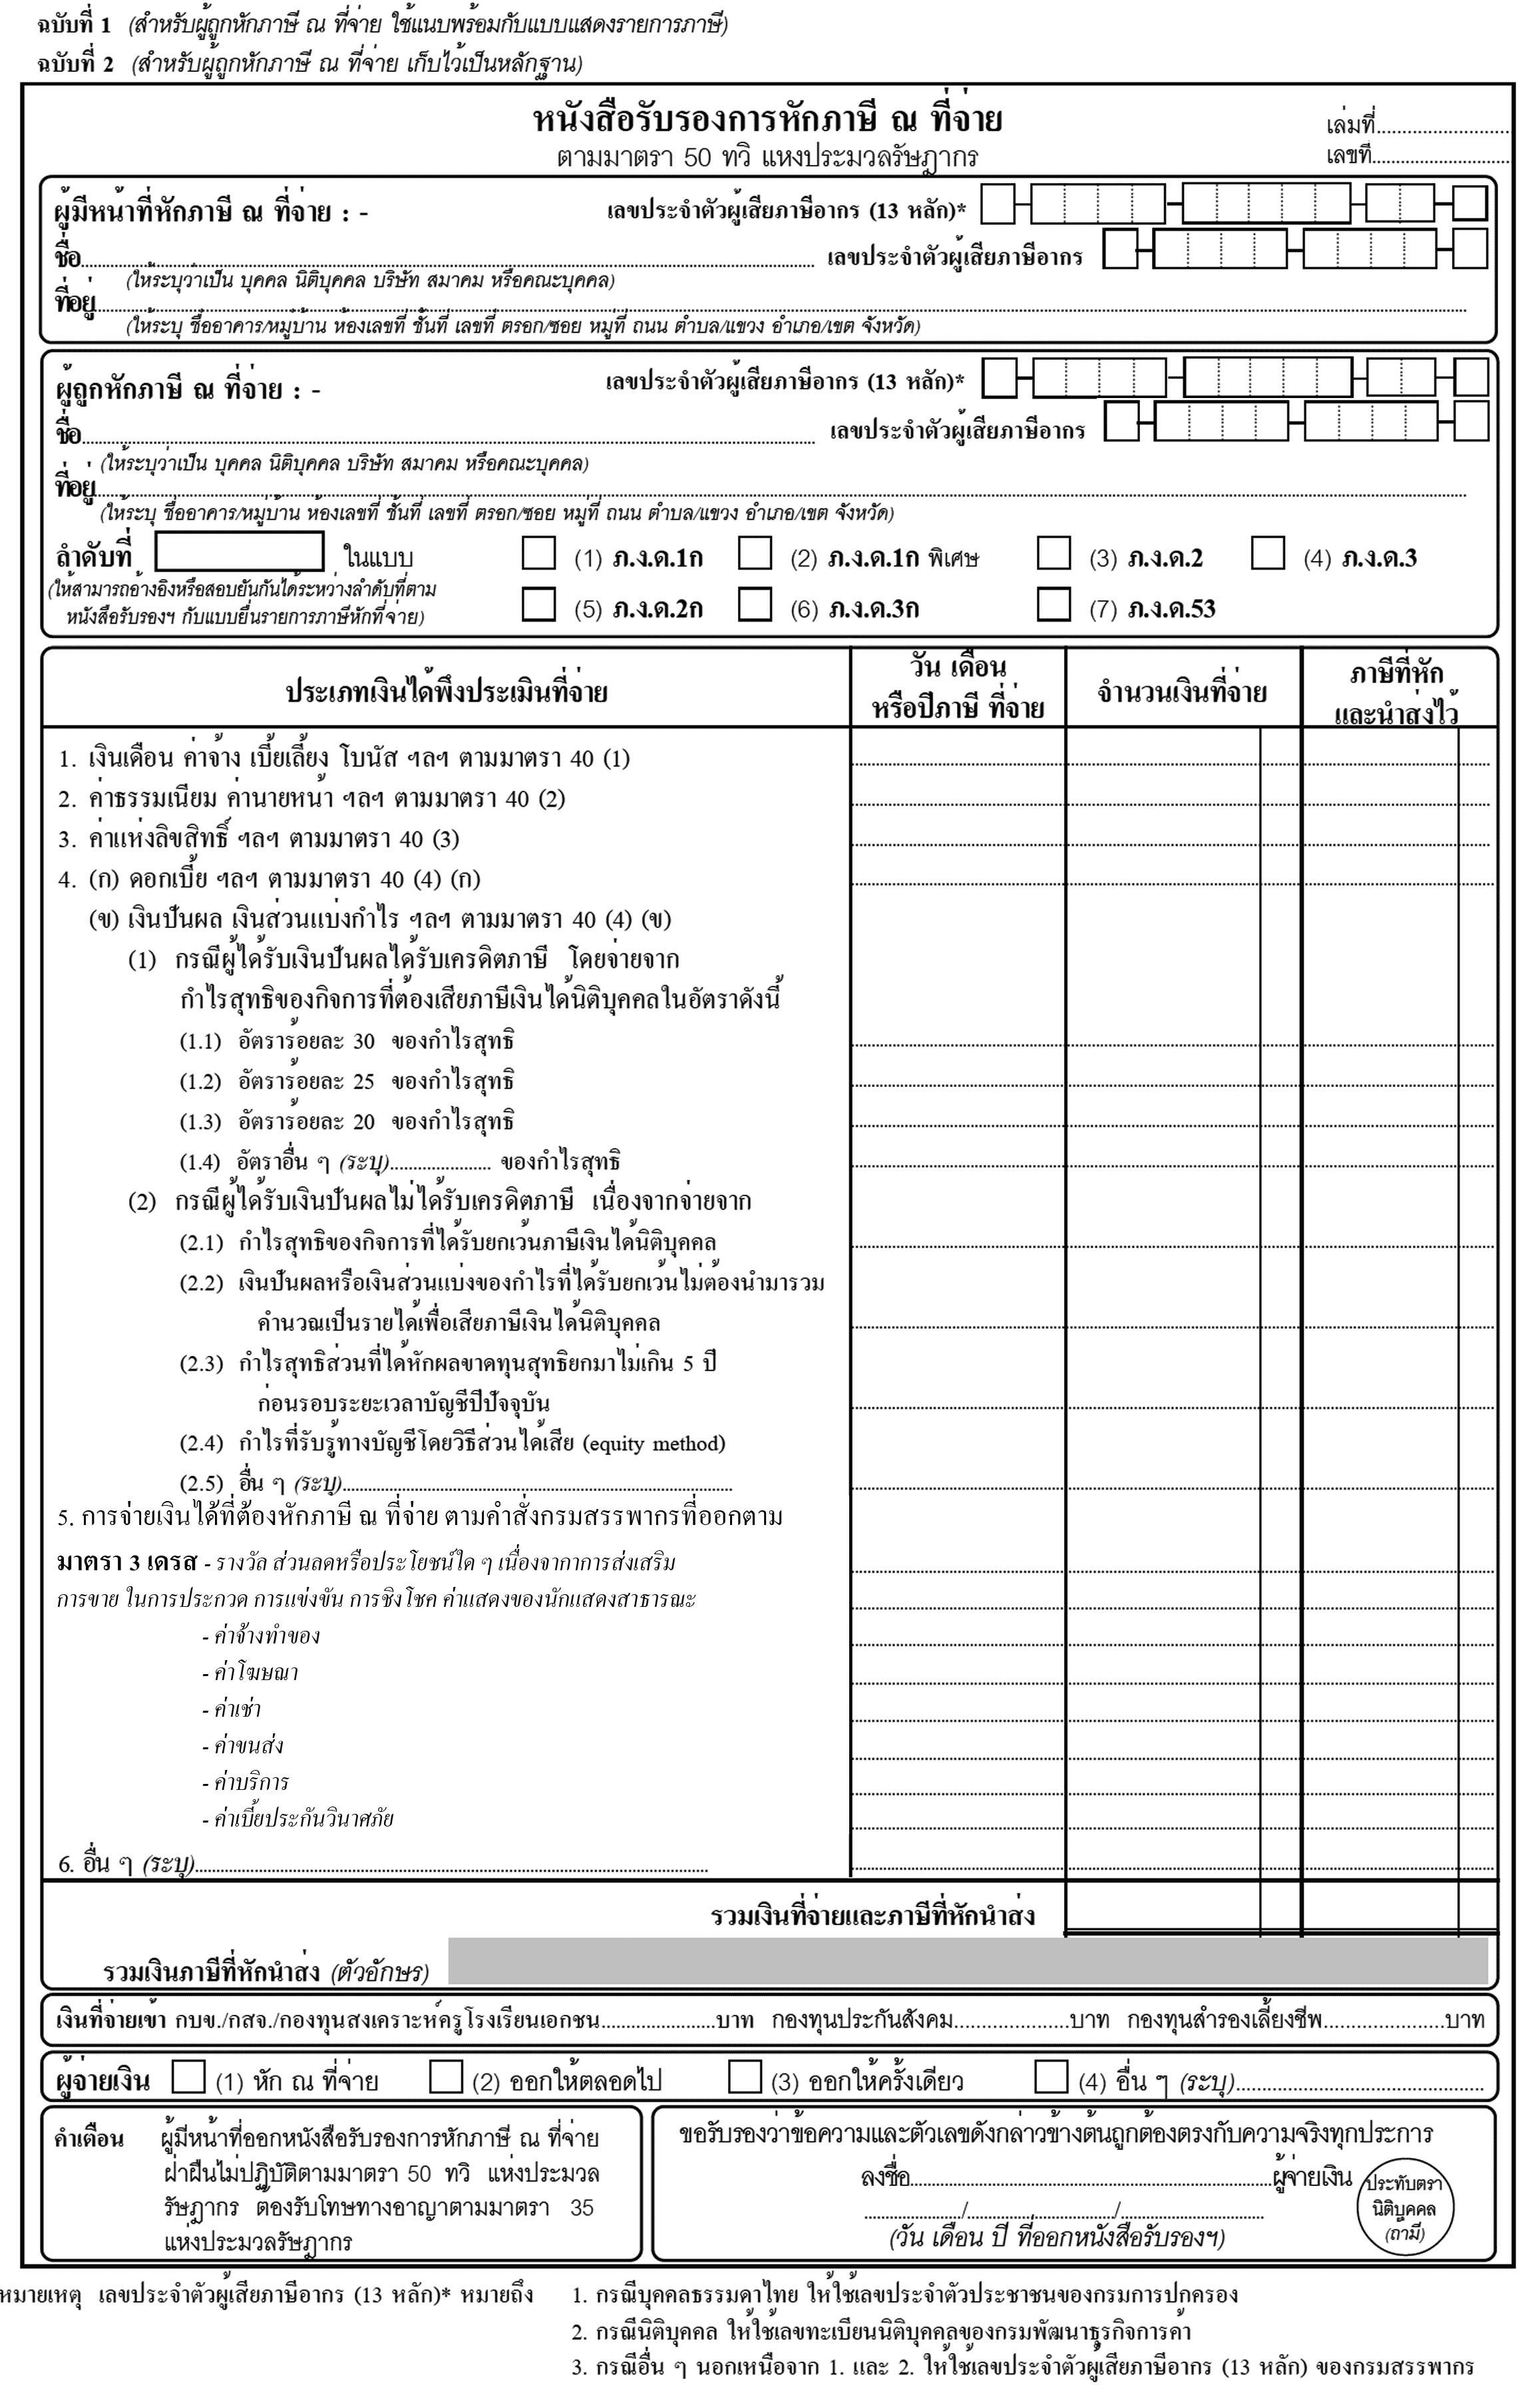 ฉบับที่ 1 (สำหรับผู้ถูกหักภาษี ณ ที่จ่าย ใช้แนบพร้อมกับแบบแสดงรายการภาษี)
ฉบับที่ 2 (สำหรับผู้ถูกหักภาษี ณ ที่จ่าย เก็บไว้เป็นหลักฐาน)
หนังสือรับรองการหักภาษี ณ ที่จ่าย
เล่มที่..........................
ตามมาตรา 50 ทวิ แหงประมวลรัษฎากร
เลขที..........................
ผู้มีหน้าที่หักภาษี ณ ที่จ่าย : - เลขประจำตัวผู้เสียภาษีอากร (13 หลัก)*
ชื่อ.......................... เลขประจำตัวผู้เสียภาษีอากร
(ให้ระบุว่าเป็น บุคคล นิติบุคคล บริษัท สมาคม หรือคณะบุคคล)
ที่อยู่..........................
(ให้ระบุ ชื่ออาคาร/หมู่บ้าน ห้องเลขที่ ชั้นที่ เลขที่ ตรอก/ซอย หมู่ที่ ถนน ตำบล/แขวง อำเภอ/เขต จังหวัด)
ผู้ถูกหักภาษี ณ ที่จ่าย : - เลขประจำตัวผู้เสียภาษีอากร (13 หลัก)*
ชื่อ.......................... เลขประจำตัวผู้เสียภาษีอากร
(ให้ระบุว่าเป็น บุคคล นิติบุคคล บริษัท สมาคม หรือคณะบุคคล)
ที่อยู่..........................
(ให้ระบุ ชื่ออาคาร/หมู่บ้าน ห้องเลขที่ ชั้นที่ เลขที่ ตรอก/ซอย หมู่ที่ ถนน ตำบล/แขวง อำเภอ/เขต จังหวัด)
ลำดับที่ ในแบบ (1) ภ.ง.ด.1ก (2) ภ.ง.ด.1ก พิเศษ (3) ภ.ง.ด.2 (4) ภ.ง.ด.3
(ให้สามารถอ้างอิงหรือสอบยันกันได้ระหว่างลำดับที่ตาม
หนังสือรับรองฯ กับแบบยื่นรายการภาษีหักที่จ่าย) (5) ภ.ง.ด.2ก (6) ภ.ง.ด.3ก (7) ภ.ง.ด.53
ประเภทเงินได้พึงประเมินที่จ่าย
วัน เดือน
หรือปีภาษี ที่จ่าย
จำนวนเงินที่จ่าย
ภาษีที่หัก
และนำส่งไว้
1. เงินเดือน ค่าจ้าง เบี้ยเลี้ยง โบนัส ฯลฯ ตามมาตรา 40 (1)
2. ค่าธรรมเนียม ค่านายหน้า ฯลฯ ตามมาตรา 40 (2)
3. ค่าแห่งลิขสิทธิ์ ฯลฯ ตามมาตรา 40 (3)
4. (ก) ดอกเบี้ย ฯลฯ ตามมาตรา 40 (4) (ก)
(ข) เงินปันผล เงินส่วนแบ่งกำไร ฯลฯ ตามมาตรา 40 (4) (ข)
(1) กรณีผู้ได้รับเงินปันผลได้รับเครดิตภาษี โดยจ่ายจาก
กำไรสุทธิของกิจการที่ต้องเสียภาษีเงินได้นิติบุคคลในอัตราดังนี้
(1.1) อัตราร้อยละ 30 ของกำไรสุทธิ
(1.2) อัตราร้อยละ 25 ของกำไรสุทธิ
(1.3) อัตราร้อยละ 20 ของกำไรสุทธิ
(1.4) อัตราอื่น ๆ (ระบุ)...................... ของกำไรสุทธิ
(2) กรณีผู้ได้รับเงินปันผลไม่ได้รับเครดิตภาษี เนื่องจากจ่ายจาก
(2.1) กำไรสุทธิของกิจการที่ได้รับยกเว้นภาษีเงินได้นิติบุคคล
(2.2) เงินปันผลหรือเงินส่วนแบ่งของกำไรที่ได้รับยกเว้นไม่ต้องนำมารวม
คำนวณเป็นรายได้เพื่อเสียภาษีเงินได้นิติบุคคล
(2.3) กำไรสุทธิส่วนที่ได้หักผลขาดทุนสุทธิยกมาไม่เกิน 5 ปี
ก่อนรอบระยะเวลาบัญชีปีปัจจุบัน
(2.4) กำไรที่รับรู้ทางบัญชีโดยวิธีส่วนได้เสีย (equity method)
(2.5) อื่น ๆ (ระบุ)..........................
5. การจ่ายเงินได้ที่ต้องหักภาษี ณ ที่จ่าย ตามคำสั่งกรมสรรพากรที่ออกตาม
มาตรา 3 เดรส - รางวัล ส่วนลดหรือประโยชน์ใด ๆ เนื่องจากาการส่งเสริม
การขาย ในการประกวด การแข่งขัน การชิงโชค ค่าแสดงของนักแสดงสาธารณะ
- ค่าจ้างทำของ
- ค่าโฆษณา
- ค่าเช่า
- ค่าขนส่ง
- ค่าบริการ
- ค่าเบี้ยประกันวินาศภัย
6. อื่น ๆ (ระบุ)..........................
รวมเงินที่จ่ายและภาษีที่หักนำส่ง
รวมเงินภาษีที่หักนำส่ง (ตัวอักษร)
เงินที่จ่ายเข้า กบข./กสจ./กองทุนสงเคราะห์ครูโรงเรียนเอกชน........................บาท กองทุนประกันสังคม........................บาท กองทุนสำรองเลี้ยงชีพ.........................บาท
ผู้จ่ายเงิน (1) หัก ณ ที่จ่าย (2) ออกให้ตลอดไป (3) ออกให้ครั้งเดียว (4) อื่น ๆ (ระบุ)..........................
คำเตือน ผู้มีหน้าที่ออกหนังสือรับรองการหักภาษี ณ ที่จ่าย
ฝ่าฝืนไม่ปฏิบัติตามมาตรา 50 ทวิ แห่งประมวล
รัษฎากร ต้องรับโทษทางอาญาตามมาตรา 35
แห่งประมวลรัษฎากร
ขอรับรองว่าข้อความและตัวเลขดังกล่าวข้างต้นถูกต้องตรงกับความจริงทุกประการ
ลงชื่อ..........................ผู้จ่ายเงิน
....................../................................/..............................
(วัน เดือน ปี ที่ออกหนังสือรับรองฯ)
ประทับตรา
นิติบุคคล
(ถามี)
หมายเหตุ เลขประจำตัวผู้เสียภาษีอากร (13 หลัก)* หมายถึง 1. กรณีบุคคลธรรมดาไทย ให้ใช้เลขประจำตัวประชาชนของกรมการปกครอง
2. กรณีนิติบุคคล ให้ใช้เลขทะเบียนนิติบุคคลของกรมพัฒนาธุรกิจการค้า
3. กรณีอื่น ๆ นอกเหนือจาก 1. และ 2. ให้ใช้เลขประจำตัวผู้เสียภาษีอากร (13 หลัก) ของกรมสรรพากร